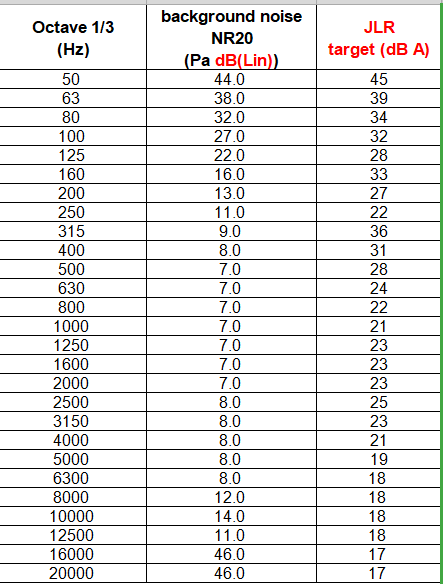 Octave 1/3 (Hz) background noise NR20 (Pa dB(Lin)) JLR target (dB A)
50 44.0 45
63 38.0 39
80 32.0 34
100 27.0 32
125 22.0 28
160 16.0 33
200 13.0 27
250 11.0 22
315 9.0 36
400 8.0 31
500 7.0 28
630 7.0 24
800 7.0 22
1000 7.0 21
1250 7.0 23
1600 7.0 23
2000 7.0 23
2500 8.0 25
3150 8.0 23
4000 8.0 21
5000 8.0 19
6300 8.0 18
8000 12.0 18
10000 14.0 18
12500 11.0 18
16000 46.0 17
20000 46.0 17